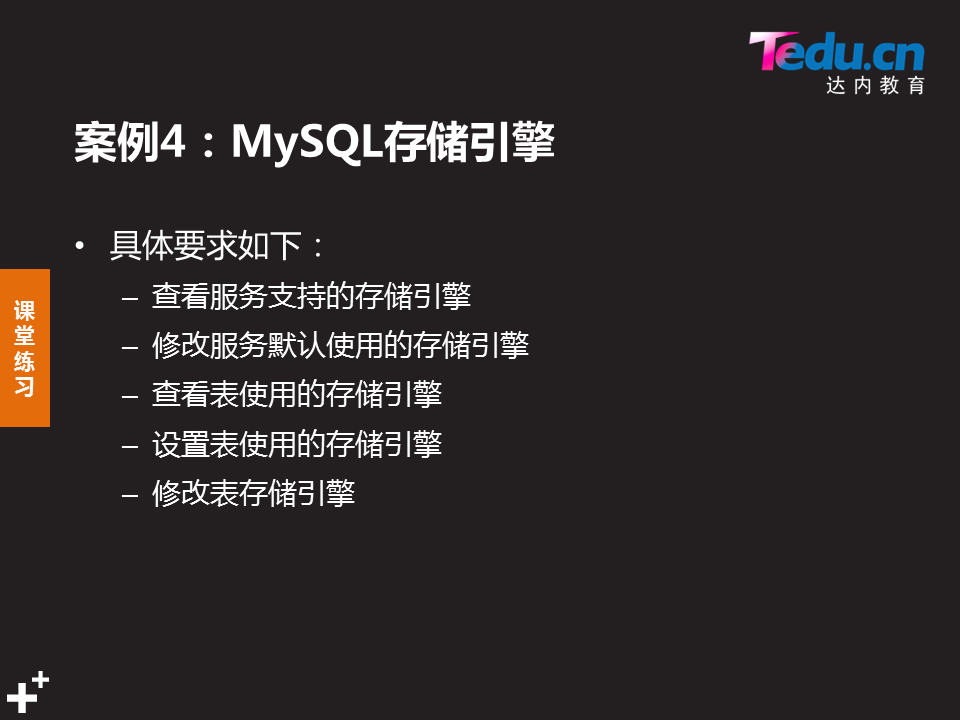 Tedu.cn
达内教育
案例4：MySQL存储引擎
• 具体要求如下：
– 查看服务支持的存储引擎
– 修改服务默认使用的存储引擎
– 查看表使用的存储引擎
– 设置表使用的存储引擎
– 修改表存储引擎
课堂练习